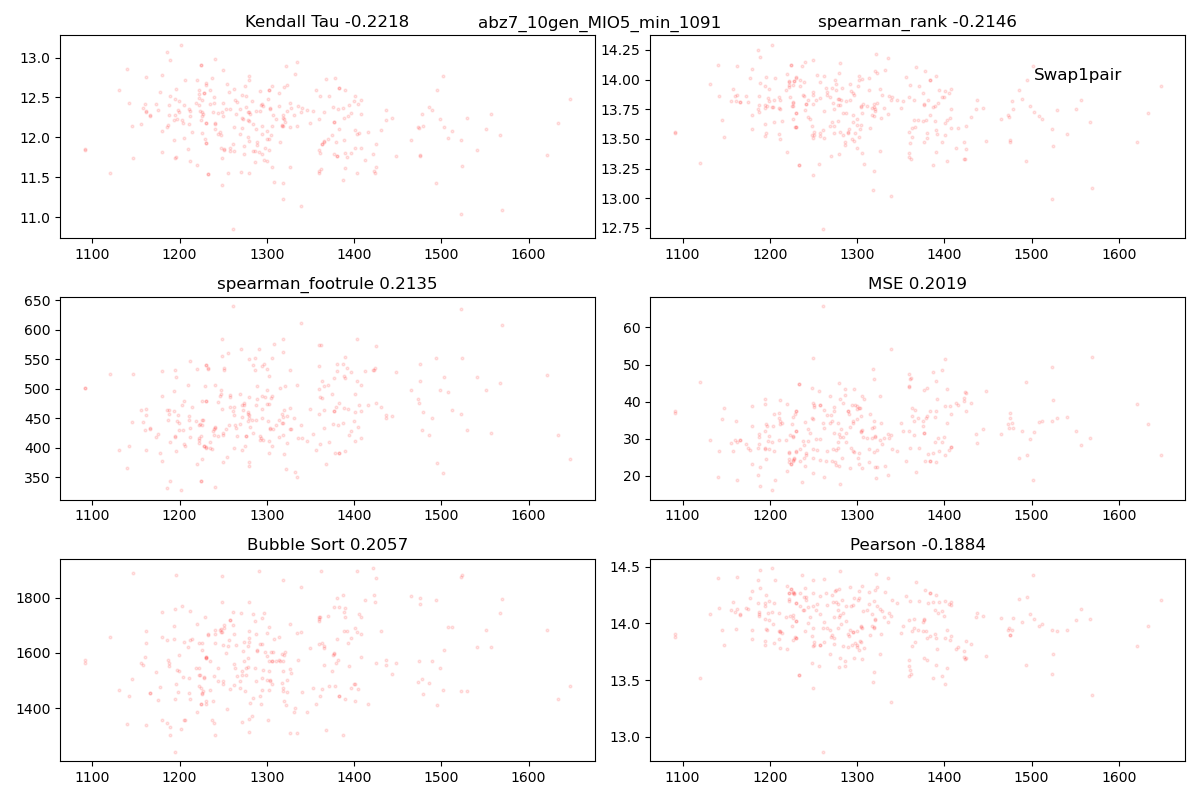 Kendall Tau -0.2218
abz7_10gen_MIO5_min_1091
spearman_rank -0.2146
13.0
12.5
12.0
11.5
11.0
1100 1200 1300 1400 1500 1600
14.25
14.00
13.75
13.50
13.25
13.00
12.75
Swap1pair
1100 1200 1300 1400 1500 1600
spearman_footrule 0.2135
650
600
550
500
450
400
350
1100 1200 1300 1400 1500 1600
MSE 0.2019
60
50
40
30
20
1100 1200 1300 1400 1500 1600
Bubble Sort 0.2057
1800
1600
1400
1100 1200 1300 1400 1500 1600
Pearson -0.1884
14.5
14.0
13.5
13.0
1100 1200 1300 1400 1500 1600